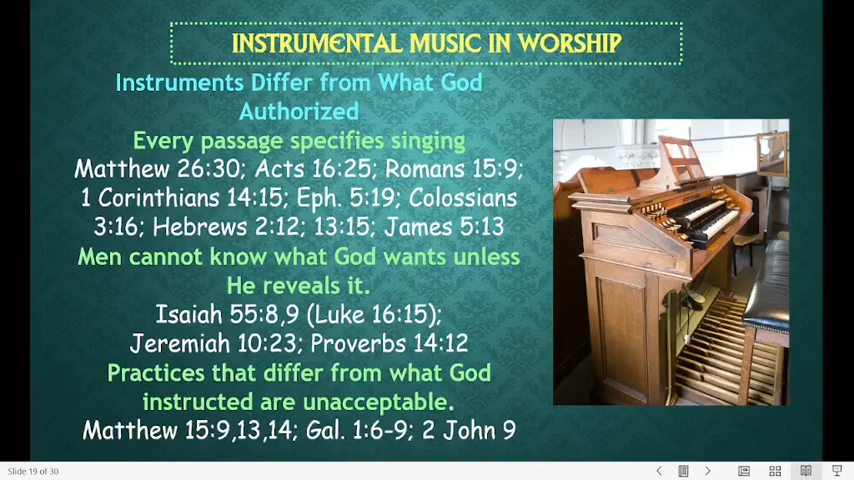 INSTRUMENTAL MUSIC IN WORSHIP
Instruments Differ from What God
Authorized
Every passage specifies singing
Matthew 26:30; Acts 16:25; Romans 15:9;
1 Corinthians 14:15; Eph. 5:19; Colossians
3:16; Hebrews 2:12; 13:15; James 5:13
Men cannot know what God wants unless
He reveals it.
Isaiah 55:8,9 (Luke 16:15);
Jeremiah 10:23; Proverbs 14:12
Practices that differ from what God
instructed are unacceptable.
Matthew 15:9,13,14; Gal. 1:6-9; 2 John 9
Slide 19 of 30